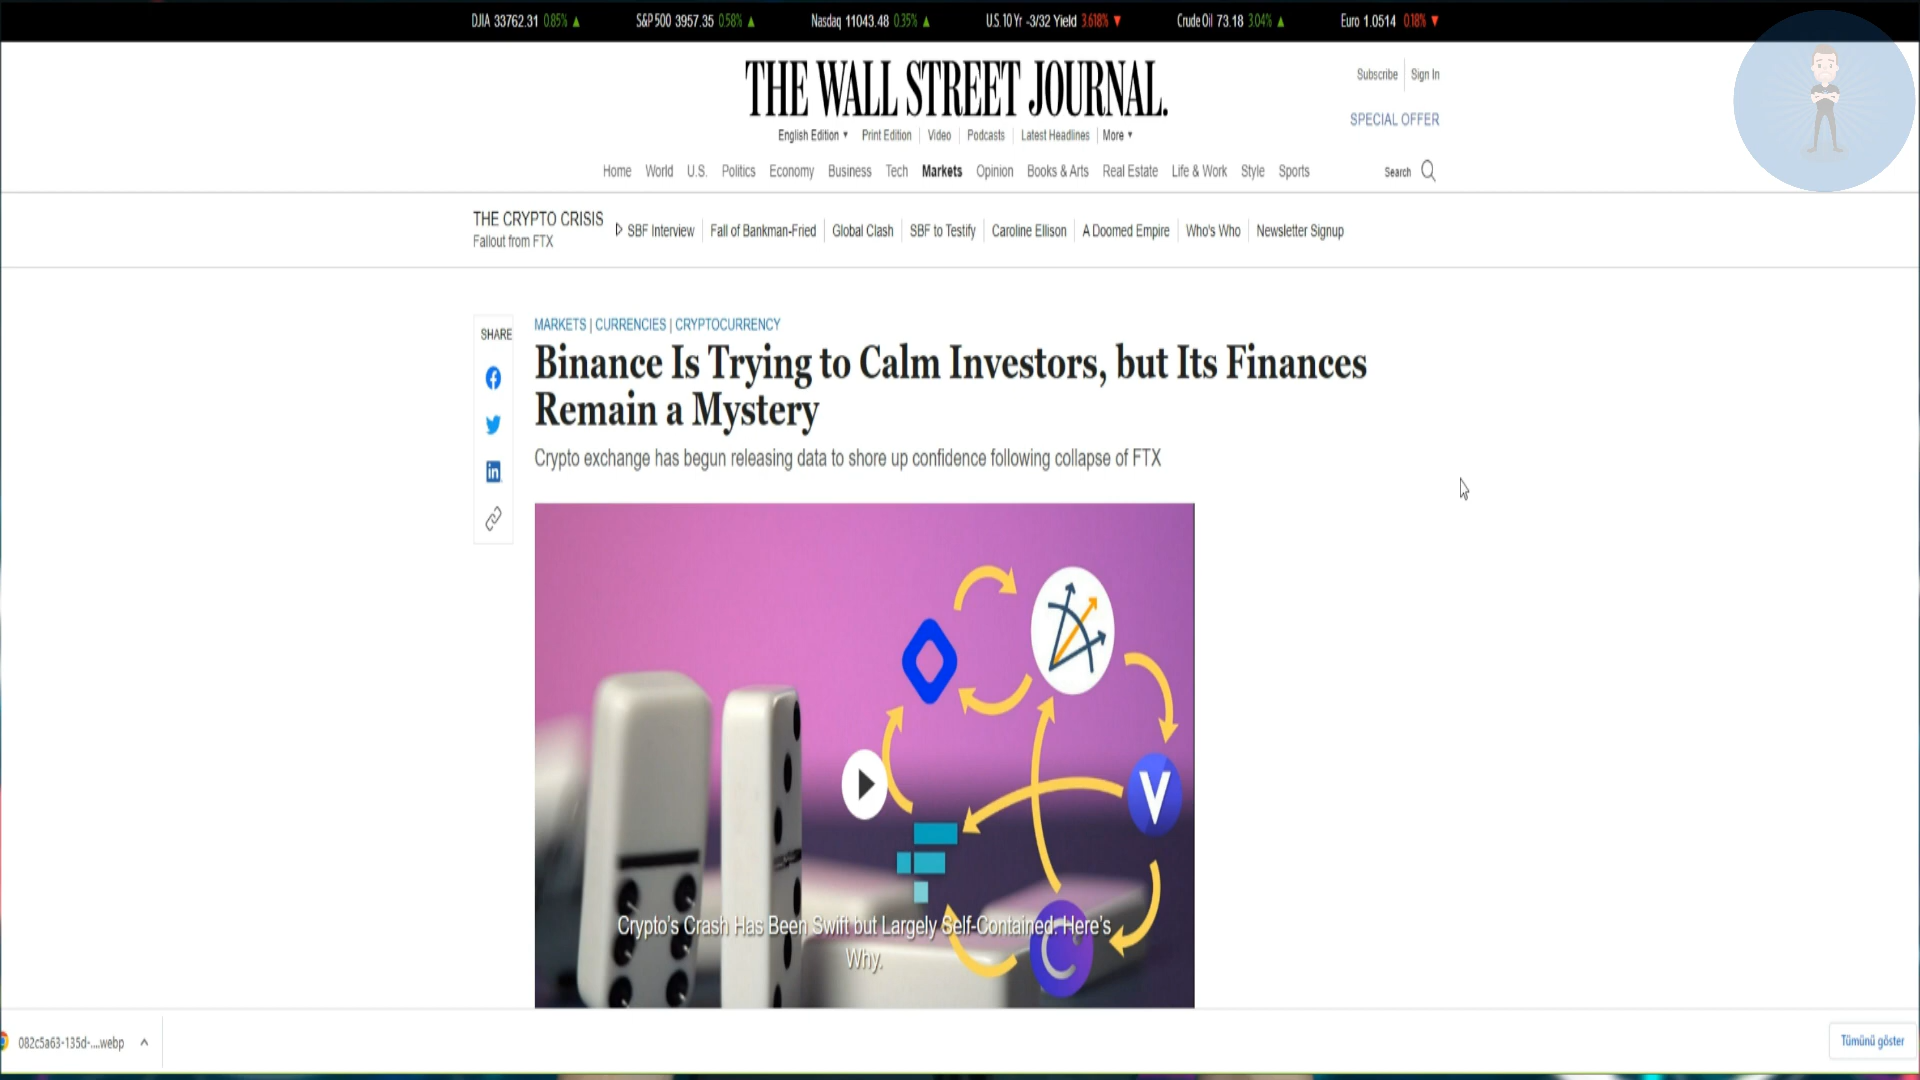 DJIA 33762.31 0.85% ▲ S&P 500 3957.35 0.58% ▲ Nasdaq 11043.48 0.35% ▲ U.S. 10 Yr -3/32 Yield 3.618% ▼ Crude Oil 73.18 3.04% ▲ Euro 1.0514 0.18% ▼
THE WALL STREET JOURNAL.
Subscribe Sign In
SPECIAL OFFER
English Edition ▼ Print Edition Video Podcasts Latest Headlines More ▼
Home World U.S. Politics Economy Business Tech Markets Opinion Books & Arts Real Estate Life & Work Style Sports Search
THE CRYPTO CRISIS
Fallout from FTX
SBF Interview Fall of Bankman-Fried Global Clash SBF to Testify Caroline Ellison A Doomed Empire Who's Who Newsletter Signup
SHARE
MARKETS | CURRENCIES | CRYPTOCURRENCY
Binance Is Trying to Calm Investors, but Its Finances
Remain a Mystery
Crypto exchange has begun releasing data to shore up confidence following collapse of FTX
Crypto's Crash Has Been Swift but Largely Self-Contained: Here's
Why.
082c5a63-135d-....webp
Tümünü göster